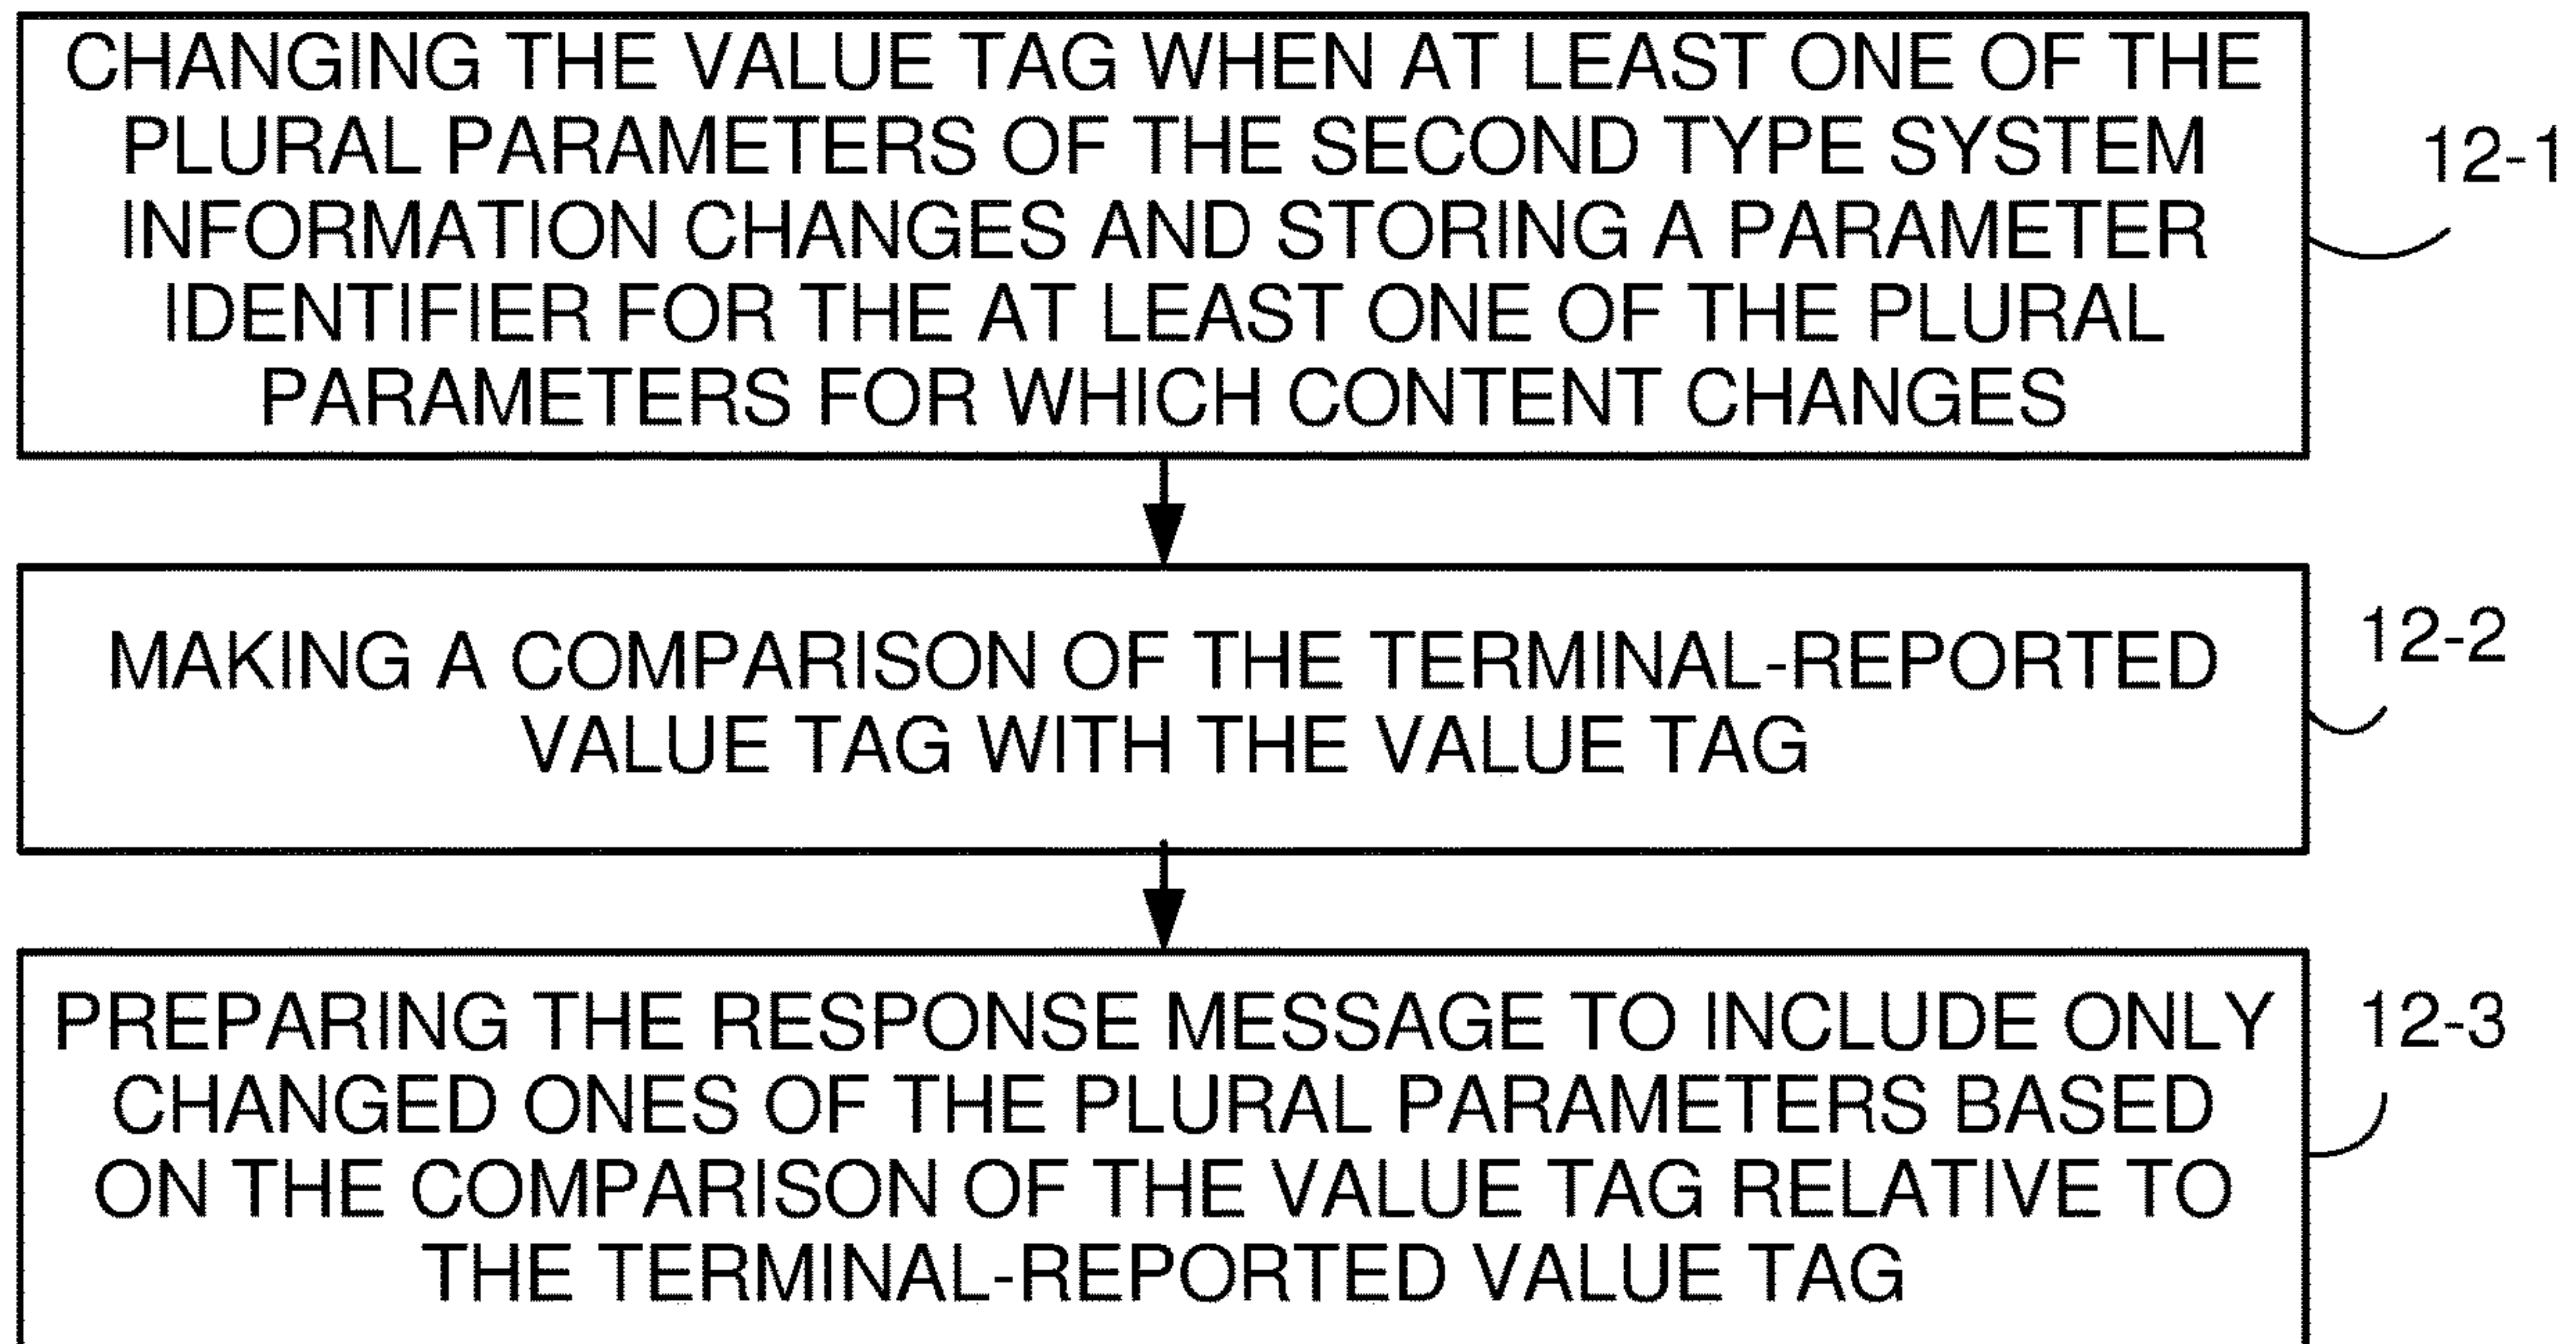 CHANGING THE VALUE TAG WHEN AT LEAST ONE OF THE
PLURAL PARAMETERS OF THE SECOND TYPE SYSTEM
INFORMATION CHANGES AND STORING A PARAMETER
IDENTIFIER FOR THE AT LEAST ONE OF THE PLURAL
PARAMETERS FOR WHICH CONTENT CHANGES
12-1
MAKING A COMPARISON OF THE TERMINAL-REPORTED
VALUE TAG WITH THE VALUE TAG
12-2
PREPARING THE RESPONSE MESSAGE TO INCLUDE ONLY
CHANGED ONES OF THE PLURAL PARAMETERS BASED
ON THE COMPARISON OF THE VALUE TAG RELATIVE TO
THE TERMINAL-REPORTED VALUE TAG
12-3